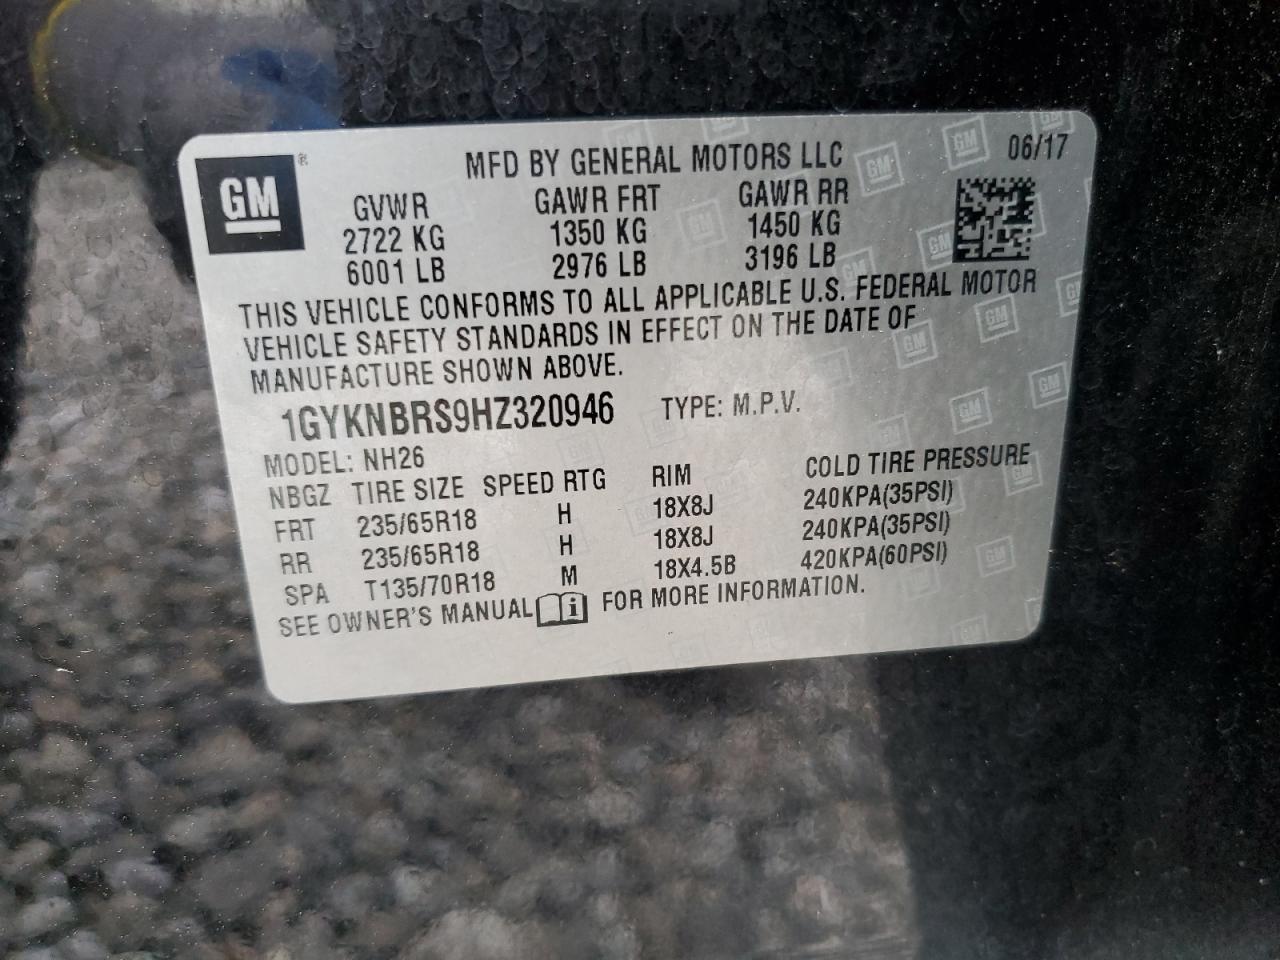 GM ®
MFD BY GENERAL MOTORS LLC 06/17
GVWR GAWR FRT GAWR RR
2722 KG 1350 KG 1450 KG
6001 LB 2976 LB 3196 LB
THIS VEHICLE CONFORMS TO ALL APPLICABLE U.S. FEDERAL MOTOR
VEHICLE SAFETY STANDARDS IN EFFECT ON THE DATE OF
MANUFACTURE SHOWN ABOVE.
1GYKNBRS9HZ320946 TYPE: M.P.V.
MODEL: NH26
NBGZ TIRE SIZE SPEED RTG RIM COLD TIRE PRESSURE
FRT 235/65R18 H 18X8J 240KPA(35PSI)
RR 235/65R18 H 18X8J 240KPA(35PSI)
SPA T135/70R18 M 18X4.5B 420KPA(60PSI)
SEE OWNER'S MANUAL i FOR MORE INFORMATION.